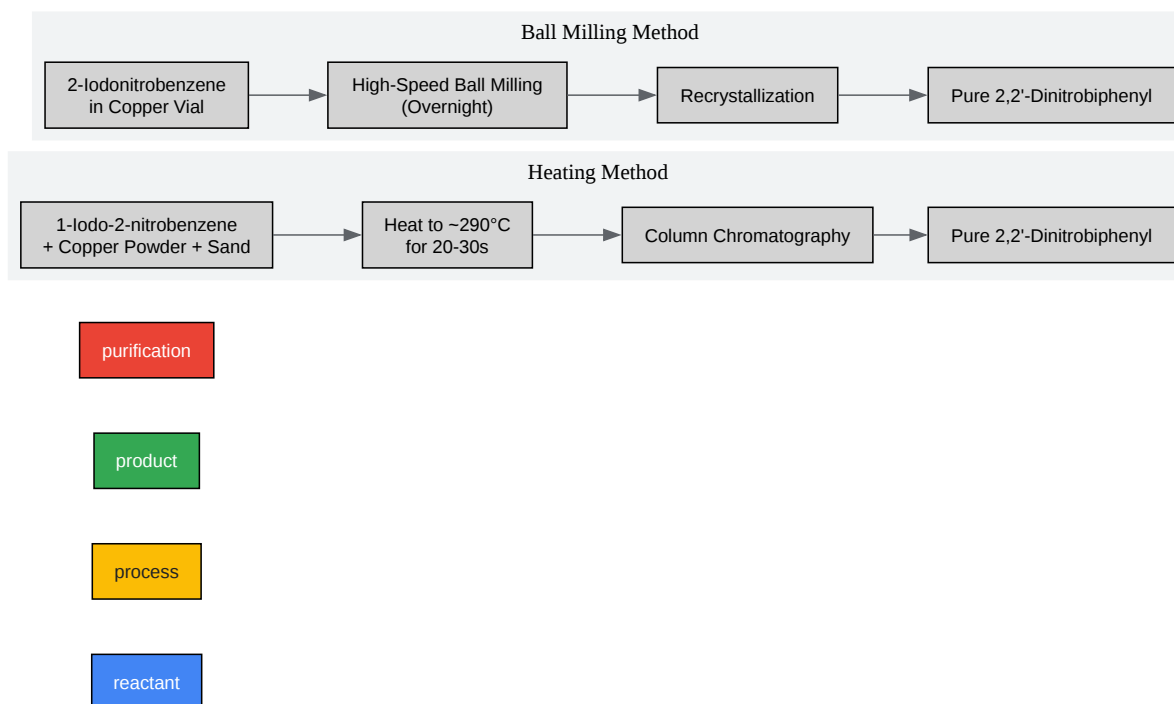 Ball Milling Method
2-Iodonitrobenzene
in Copper Vial
High-Speed Ball Milling
(Overnight)
Recrystallization
Pure 2,2'-Dinitrobiphenyl
Heating Method
1-Iodo-2-nitrobenzene
+ Copper Powder + Sand
Heat to ~290°C
for 20-30s
Column Chromatography
Pure 2,2'-Dinitrobiphenyl
purification
product
process
reactant